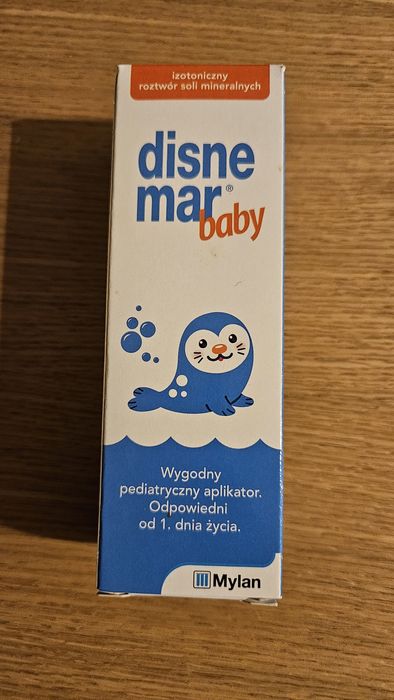 izotoniczny
roztwór soli mineralnych
disne
mar®
baby
Wygodny
pediatryczny aplikator.
Odpowiedni
od 1. dnia życia.
Mylan